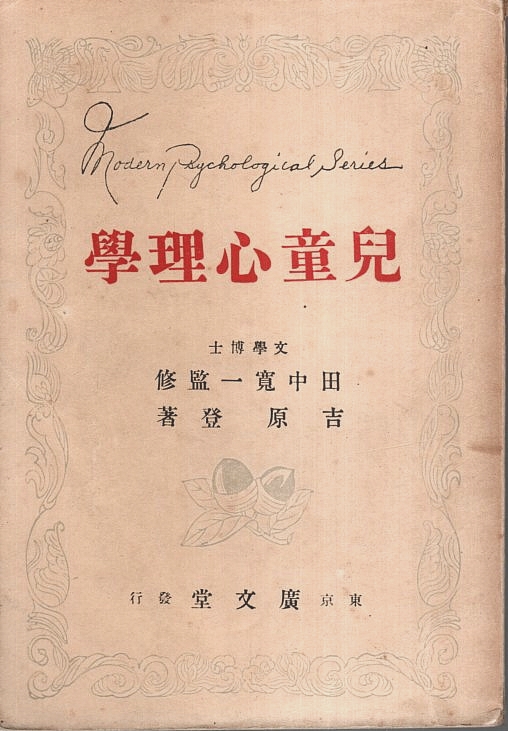 Modern Psychological Series
兒童心理學
文學博士
田中寛一監修
吉原登著
東京廣文堂發行